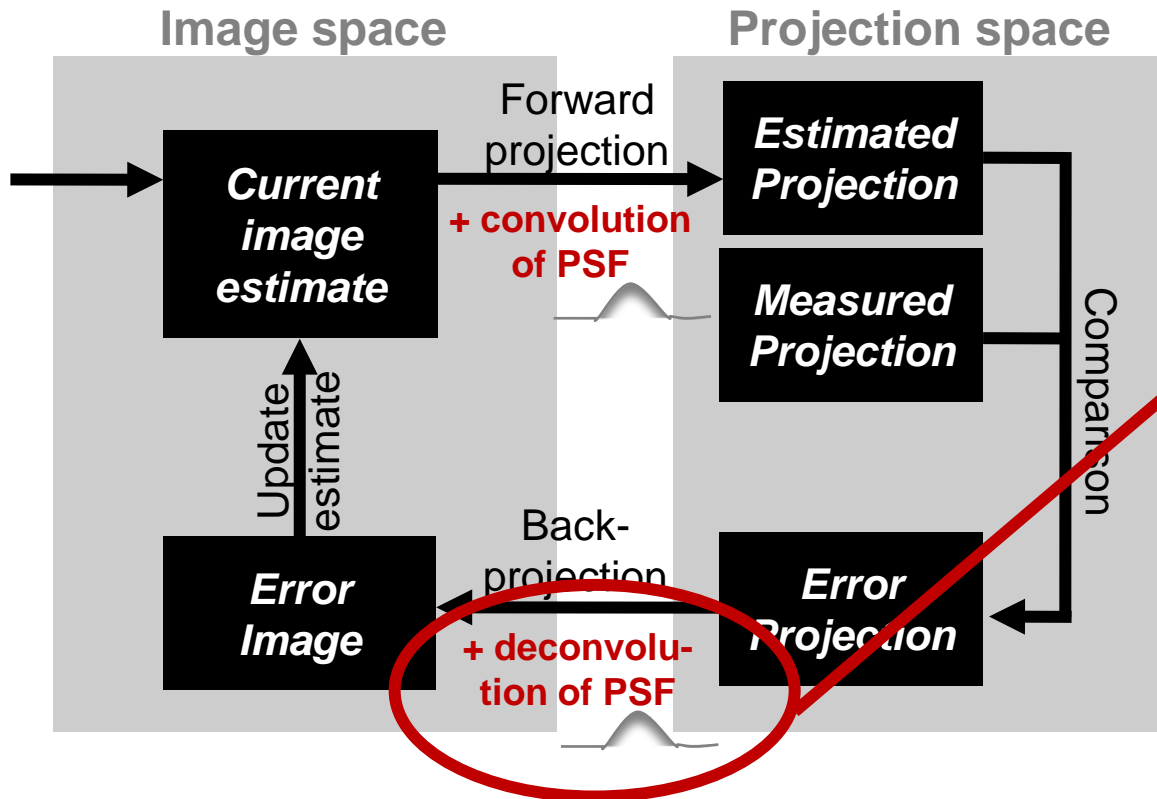 Image space
Projection space
Forward
projection
+ convolution
of PSF
Current
image
estimate
Estimated
Projection
Measured
Projection
Comparison
Update
estimate
Back-
projection
+ deconvolu-
tion of PSF
Error
Image
Error
Projection